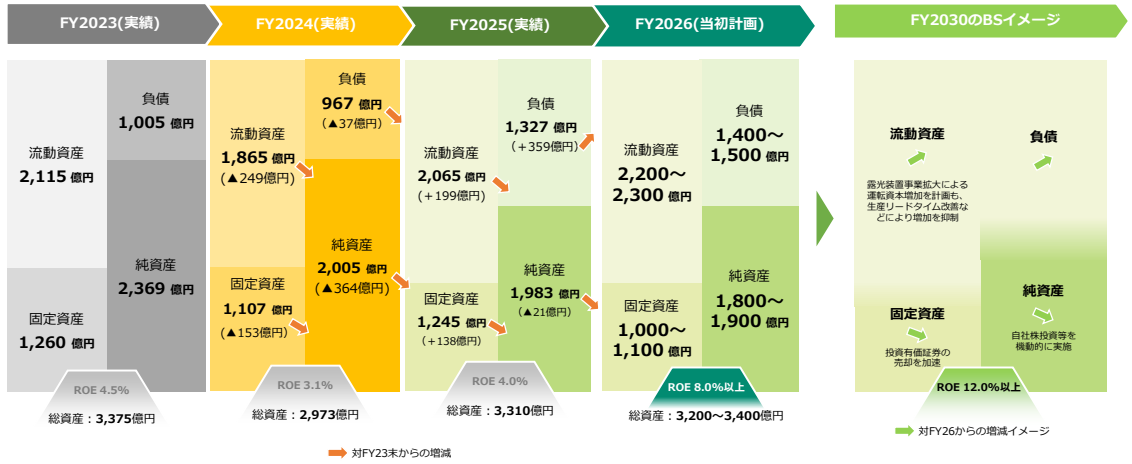 FY2023(実績)
FY2024(実績)
FY2025(実績)
FY2026(当初計画)
FY2030のBSイメージ
流動資産
2,115 億円
固定資産
1,260 億円
負債
1,005 億円
純資産
2,369 億円
ROE 4.5%
総資産：3,375億円
流動資産
1,865 億円
(▲249億円)
固定資産
1,107 億円
(▲153億円)
負債
967 億円
(▲37億円)
純資産
2,005 億円
(▲364億円)
ROE 3.1%
総資産：2,973億円
流動資産
2,065 億円
(+199億円)
固定資産
1,245 億円
(+138億円)
負債
1,327 億円
(+359億円)
純資産
1,983 億円
(▲21億円)
ROE 4.0%
総資産：3,310億円
流動資産
2,200～
2,300 億円
固定資産
1,000～
1,100 億円
負債
1,400～
1,500 億円
純資産
1,800～
1,900 億円
ROE 8.0%以上
総資産：3,200～3,400億円
流動資産
露光装置事業拡大による
運転資本増加を計画も、
生産リードタイム改善な
どにより増加を抑制
固定資産
投資有価証券の
売却を加速
負債
純資産
自社株投資等を
機動的に実施
ROE 12.0%以上
対FY23末からの増減
対FY26からの増減イメージ